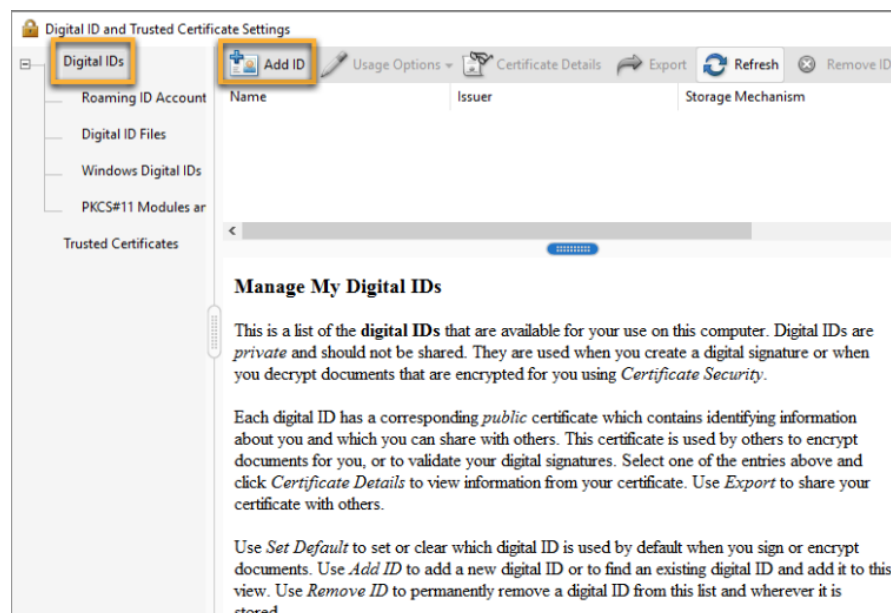 Digital ID and Trusted Certificate Settings
Digital IDs
Roaming ID Account
Digital ID Files
Windows Digital IDs
PKCS#11 Modules ar
Trusted Certificates
Add ID Usage Options Certificate Details Export Refresh Remove ID
Name Issuer Storage Mechanism
Manage My Digital IDs
This is a list of the digital IDs that are available for your use on this computer. Digital IDs are
private and should not be shared. They are used when you create a digital signature or when
you decrypt documents that are encrypted for you using Certificate Security.
Each digital ID has a corresponding public certificate which contains identifying information
about you and which you can share with others. This certificate is used by others to encrypt
documents for you, or to validate your digital signatures. Select one of the entries above and
click Certificate Details to view information from your certificate. Use Export to share your
certificate with others.
Use Set Default to set or clear which digital ID is used by default when you sign or encrypt
documents. Use Add ID to add a new digital ID or to find an existing digital ID and add it to this
view. Use Remove ID to permanently remove a digital ID from this list and wherever it is
stored